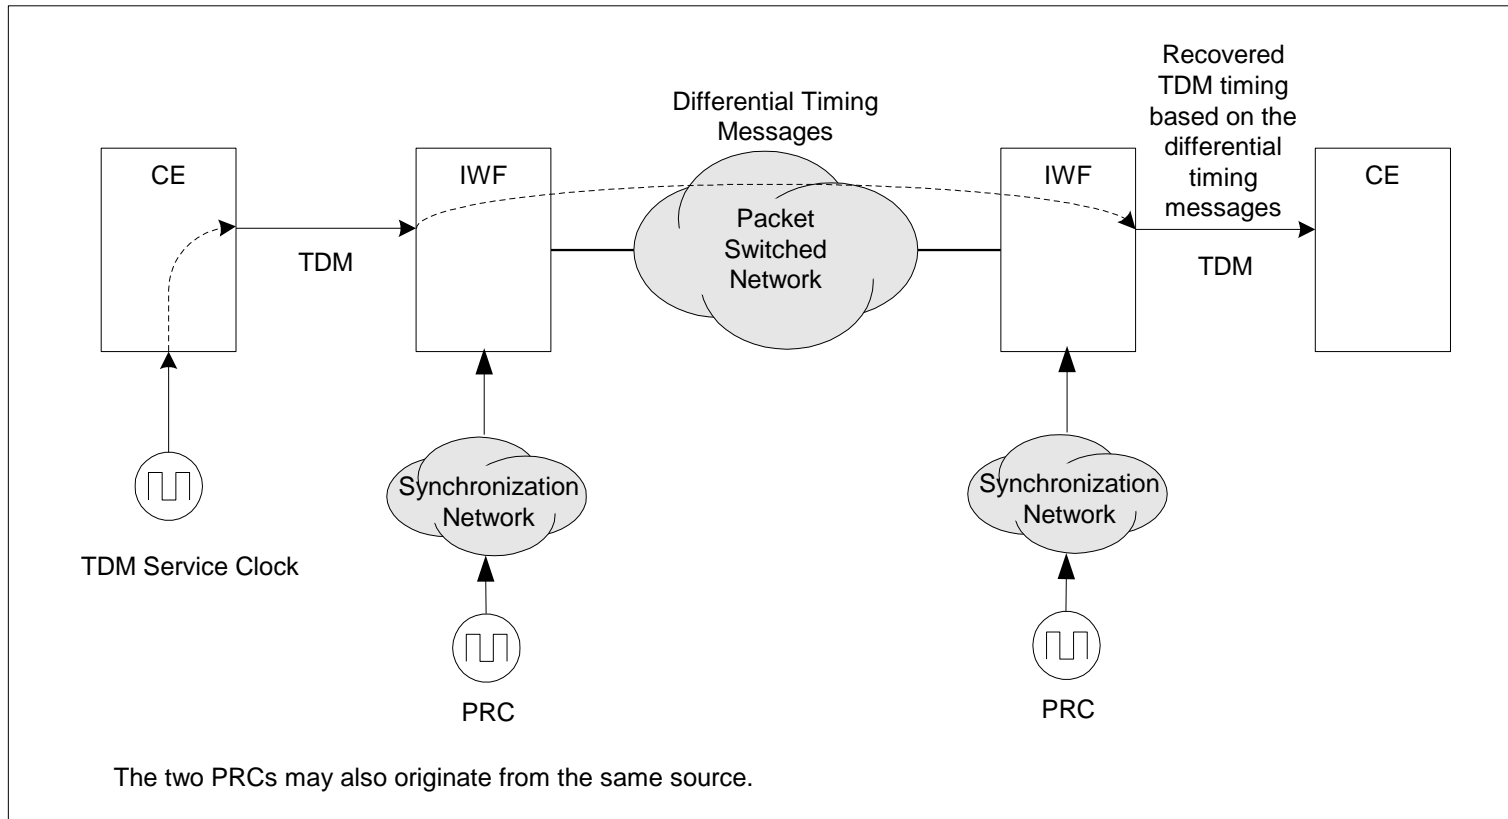 Recovered
TDM timing
based on the
differential
timing
messages
Differential Timing
Messages
CE
IWF
IWF
CE
Packet
Switched
Network
TDM
TDM
Synchronization
Network
Synchronization
Network
TDM Service Clock
PRC
PRC
The two PRCs may also originate from the same source.